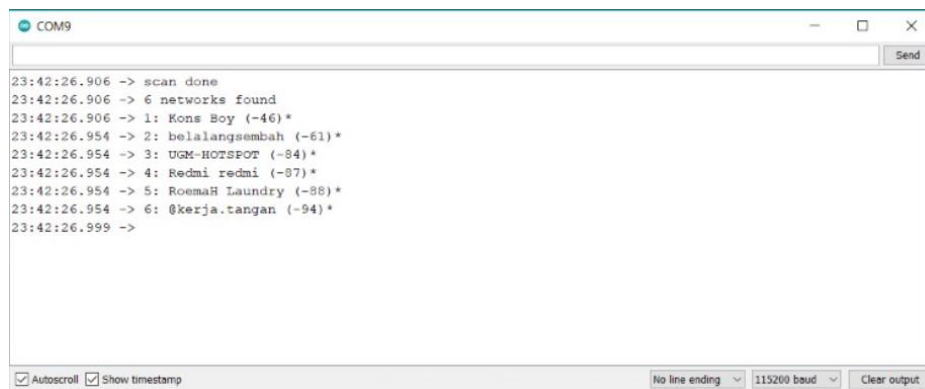 COM9
Send
23:42:26.906 -> scan done
23:42:26.906 -> 6 networks found
23:42:26.906 -> 1: Kons Boy (-46)*
23:42:26.954 -> 2: belalangsembah (-61)*
23:42:26.954 -> 3: UGM-HOTSPOT (-84)*
23:42:26.954 -> 4: Redmi redmi (-87)*
23:42:26.954 -> 5: RoemaH Laundry (-88)*
23:42:26.954 -> 6: @kerja.tangan (-94)*
23:42:26.999 ->
Autoscroll Show timestamp No line ending 115200 baud Clear output